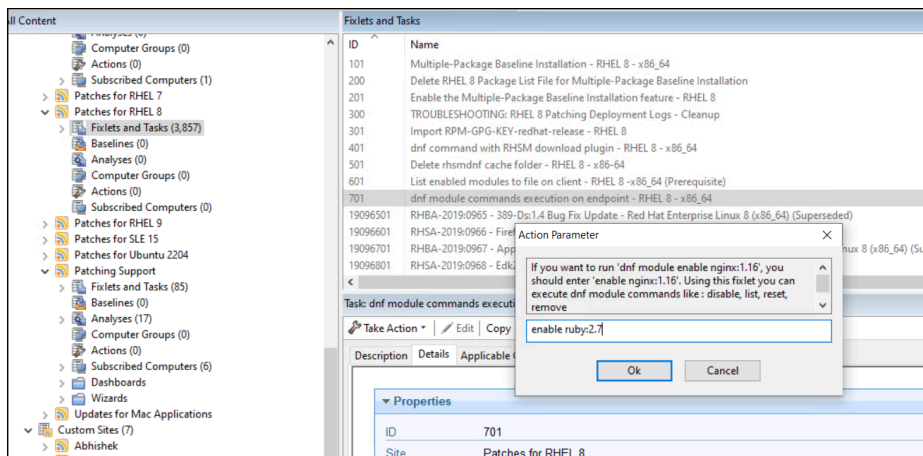 All Content
Analyses (0)
Computer Groups (0)
Actions (0)
Subscribed Computers (1)
Patches for RHEL 7
Patches for RHEL 8
Fixlets and Tasks (3,857)
Baselines (0)
Analyses (0)
Computer Groups (0)
Actions (0)
Subscribed Computers (0)
Patches for RHEL 9
Patches for SLE 15
Patches for Ubuntu 2204
Patching Support
Fixlets and Tasks (85)
Baselines (0)
Analyses (17)
Computer Groups (0)
Actions (0)
Subscribed Computers (6)
Dashboards
Wizards
Updates for Mac Applications
Custom Sites (7)
Abhishek
Fixlets and Tasks
ID Name
101 Multiple-Package Baseline Installation - RHEL 8 - x86_64
200 Delete RHEL 8 Package List File for Multiple-Package Baseline Installation
201 Enable the Multiple-Package Baseline Installation feature - RHEL 8
300 TROUBLESHOOTING: RHEL 8 Patching Deployment Logs - Cleanup
301 Import RPM-GPG-KEY-redhat-release - RHEL 8
401 dnf command with RHSM download plugin - RHEL 8 - x86_64
501 Delete rhsmdnf cache folder - RHEL 8 - x86-64
601 List enabled modules to file on client - RHEL 8 -x86_64 (Prerequisite)
701 dnf module commands execution on endpoint - RHEL 8 - x86_64
19096501 RHBA-2019:0965 - 389-Ds:1.4 Bug Fix Update - Red Hat Enterprise Linux 8 (x86_64) (Superseded)
19096601 RHSA-2019:0966 - Firef
19096701 RHBA-2019:0967 - App nux 8 (x86_64) (Su
19096801 RHSA-2019:0968 - Edk2
Task: dnf module commands executi
Take Action Edit Copy
Description Details Applicable C
Properties
ID 701
Site Patches for RHEL 8
Action Parameter
If you want to run 'dnf module enable nginx:1.16', you
should enter 'enable nginx:1.16'. Using this fixlet you can
execute dnf module commands like : disable, list, reset,
remove
enable ruby:2.7
Ok Cancel